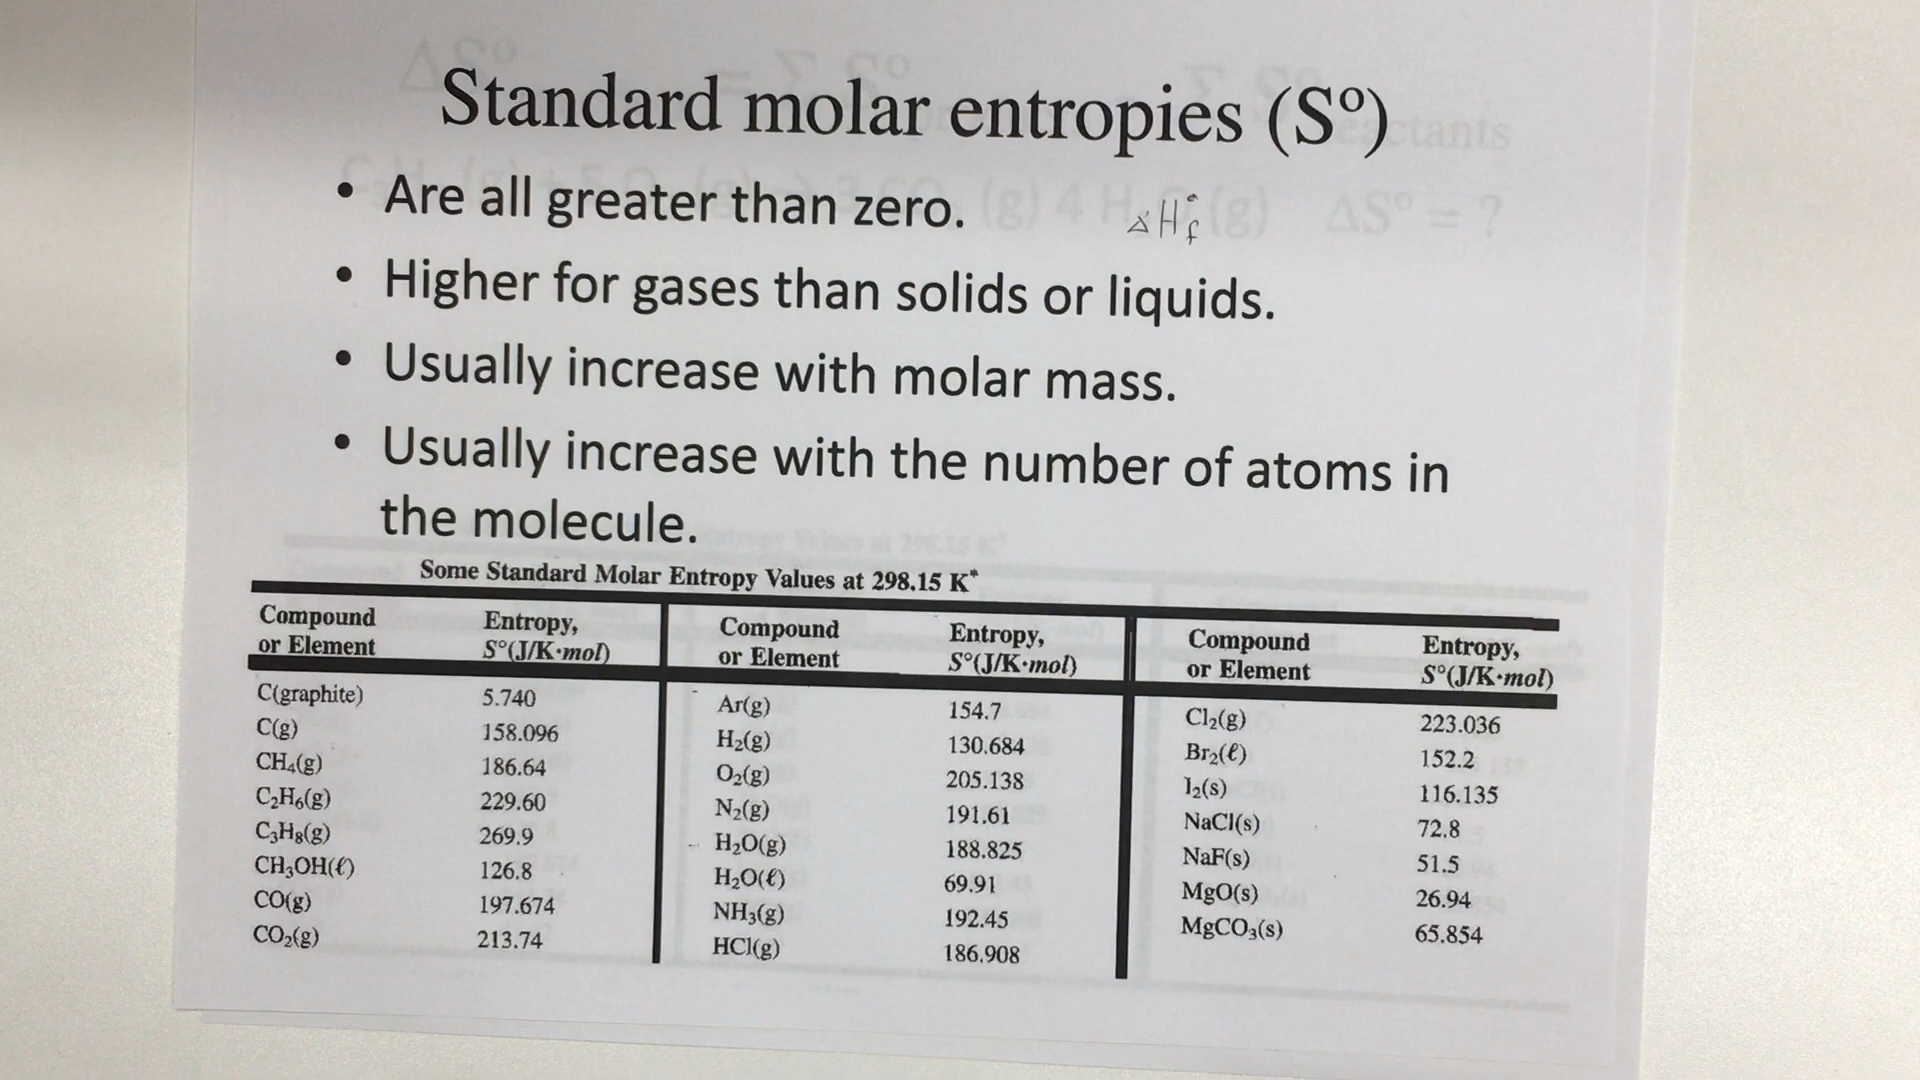 Standard molar entropies (Sº)
• Are all greater than zero.
ΔH°f
• Higher for gases than solids or liquids.
• Usually increase with molar mass.
• Usually increase with the number of atoms in
the molecule.
Some Standard Molar Entropy Values at 298.15 K*
Compound or Element Entropy, S°(J/K·mol) Compound or Element Entropy, S°(J/K·mol) Compound or Element Entropy, S°(J/K·mol)
C(graphite) 5.740 Ar(g) 154.7 Cl₂(g) 223.036
C(g) 158.096 H₂(g) 130.684 Br₂(ℓ) 152.2
CH₄(g) 186.64 O₂(g) 205.138 I₂(s) 116.135
C₂H₆(g) 229.60 N₂(g) 191.61 NaCl(s) 72.8
C₃H₈(g) 269.9 H₂O(g) 188.825 NaF(s) 51.5
CH₃OH(ℓ) 126.8 H₂O(ℓ) 69.91 MgO(s) 26.94
CO(g) 197.674 NH₃(g) 192.45 MgCO₃(s) 65.854
CO₂(g) 213.74 HCl(g) 186.908